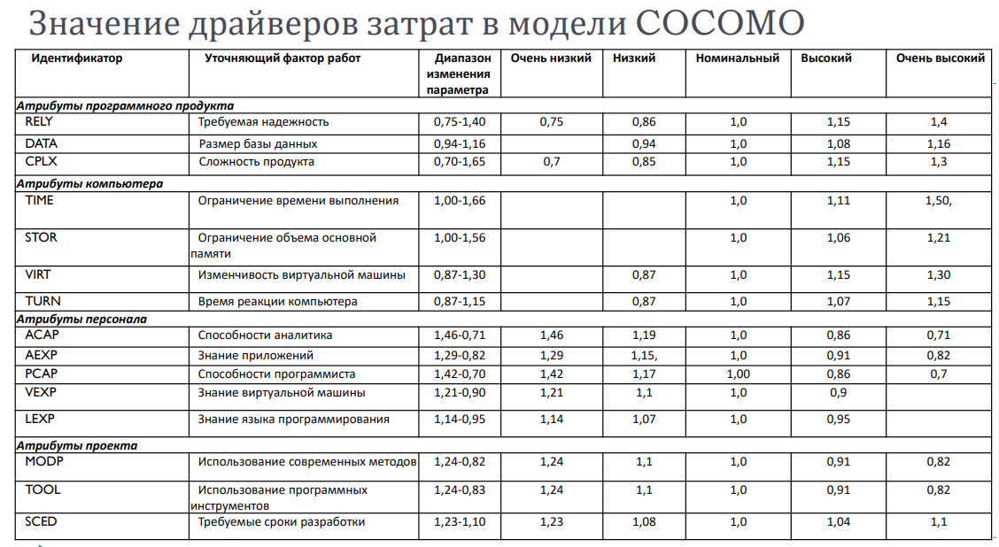 Значение драйверов затрат в модели COCOMO
Идентификатор Уточняющий фактор работ Диапазон изменения параметра Очень низкий Низкий Номинальный Высокий Очень высокий
Атрибуты программного продукта
RELY Требуемая надежность 0,75-1,40 0,75 0,86 1,0 1,15 1,4
DATA Размер базы данных 0,94-1,16 0,94 1,0 1,08 1,16
CPLX Сложность продукта 0,70-1,65 0,7 0,85 1,0 1,15 1,3
Атрибуты компьютера
TIME Ограничение времени выполнения 1,00-1,66 1,0 1,11 1,50,
STOR Ограничение объема основной памяти 1,00-1,56 1,0 1,06 1,21
VIRT Изменчивость виртуальной машины 0,87-1,30 0,87 1,0 1,15 1,30
TURN Время реакции компьютера 0,87-1,15 0,87 1,0 1,07 1,15
Атрибуты персонала
ACAP Способности аналитика 1,46-0,71 1,46 1,19 1,0 0,86 0,71
AEXP Знание приложений 1,29-0,82 1,29 1,15, 1,0 0,91 0,82
PCAP Способности программиста 1,42-0,70 1,42 1,17 1,00 0,86 0,7
VEXP Знание виртуальной машины 1,21-0,90 1,21 1,1 1,0 0,9
LEXP Знание языка программирования 1,14-0,95 1,14 1,07 1,0 0,95
Атрибуты проекта
MODP Использование современных методов 1,24-0,82 1,24 1,1 1,0 0,91 0,82
TOOL Использование программных инструментов 1,24-0,83 1,24 1,1 1,0 0,91 0,82
SCED Требуемые сроки разработки 1,23-1,10 1,23 1,08 1,0 1,04 1,1